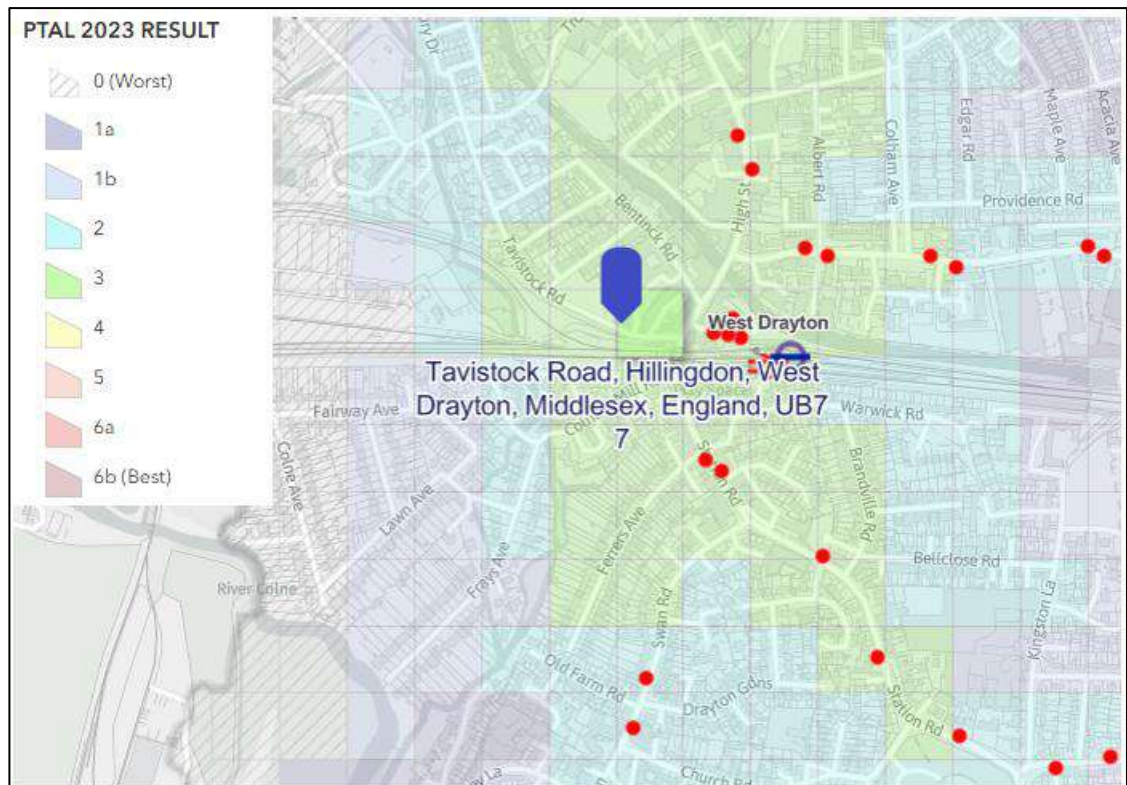 PTAL 2023 RESULT
0 (Worst)
1a
1b
2
3
4
5
6a
6b (Best)
Albert Rd
Colham Ave
Edgar Rd
Maple Ave
Acacia Ave
Providence Rd
High St
Bentinck Rd
Tavistock Rd
West Drayton
Tavistock Road, Hillingdon, West
Drayton, Middlesex, England, UB7
7
Fairway Ave
Warwick Rd
Colne Ave
Lawn Ave
Swan Rd
Brandville Rd
Ferrers Ave
Frays Ave
Bellclose Rd
River Colne
Kingston La
Swan Rd
Old Farm Rd
Drayton Gdns
Station Rd
Church Rd